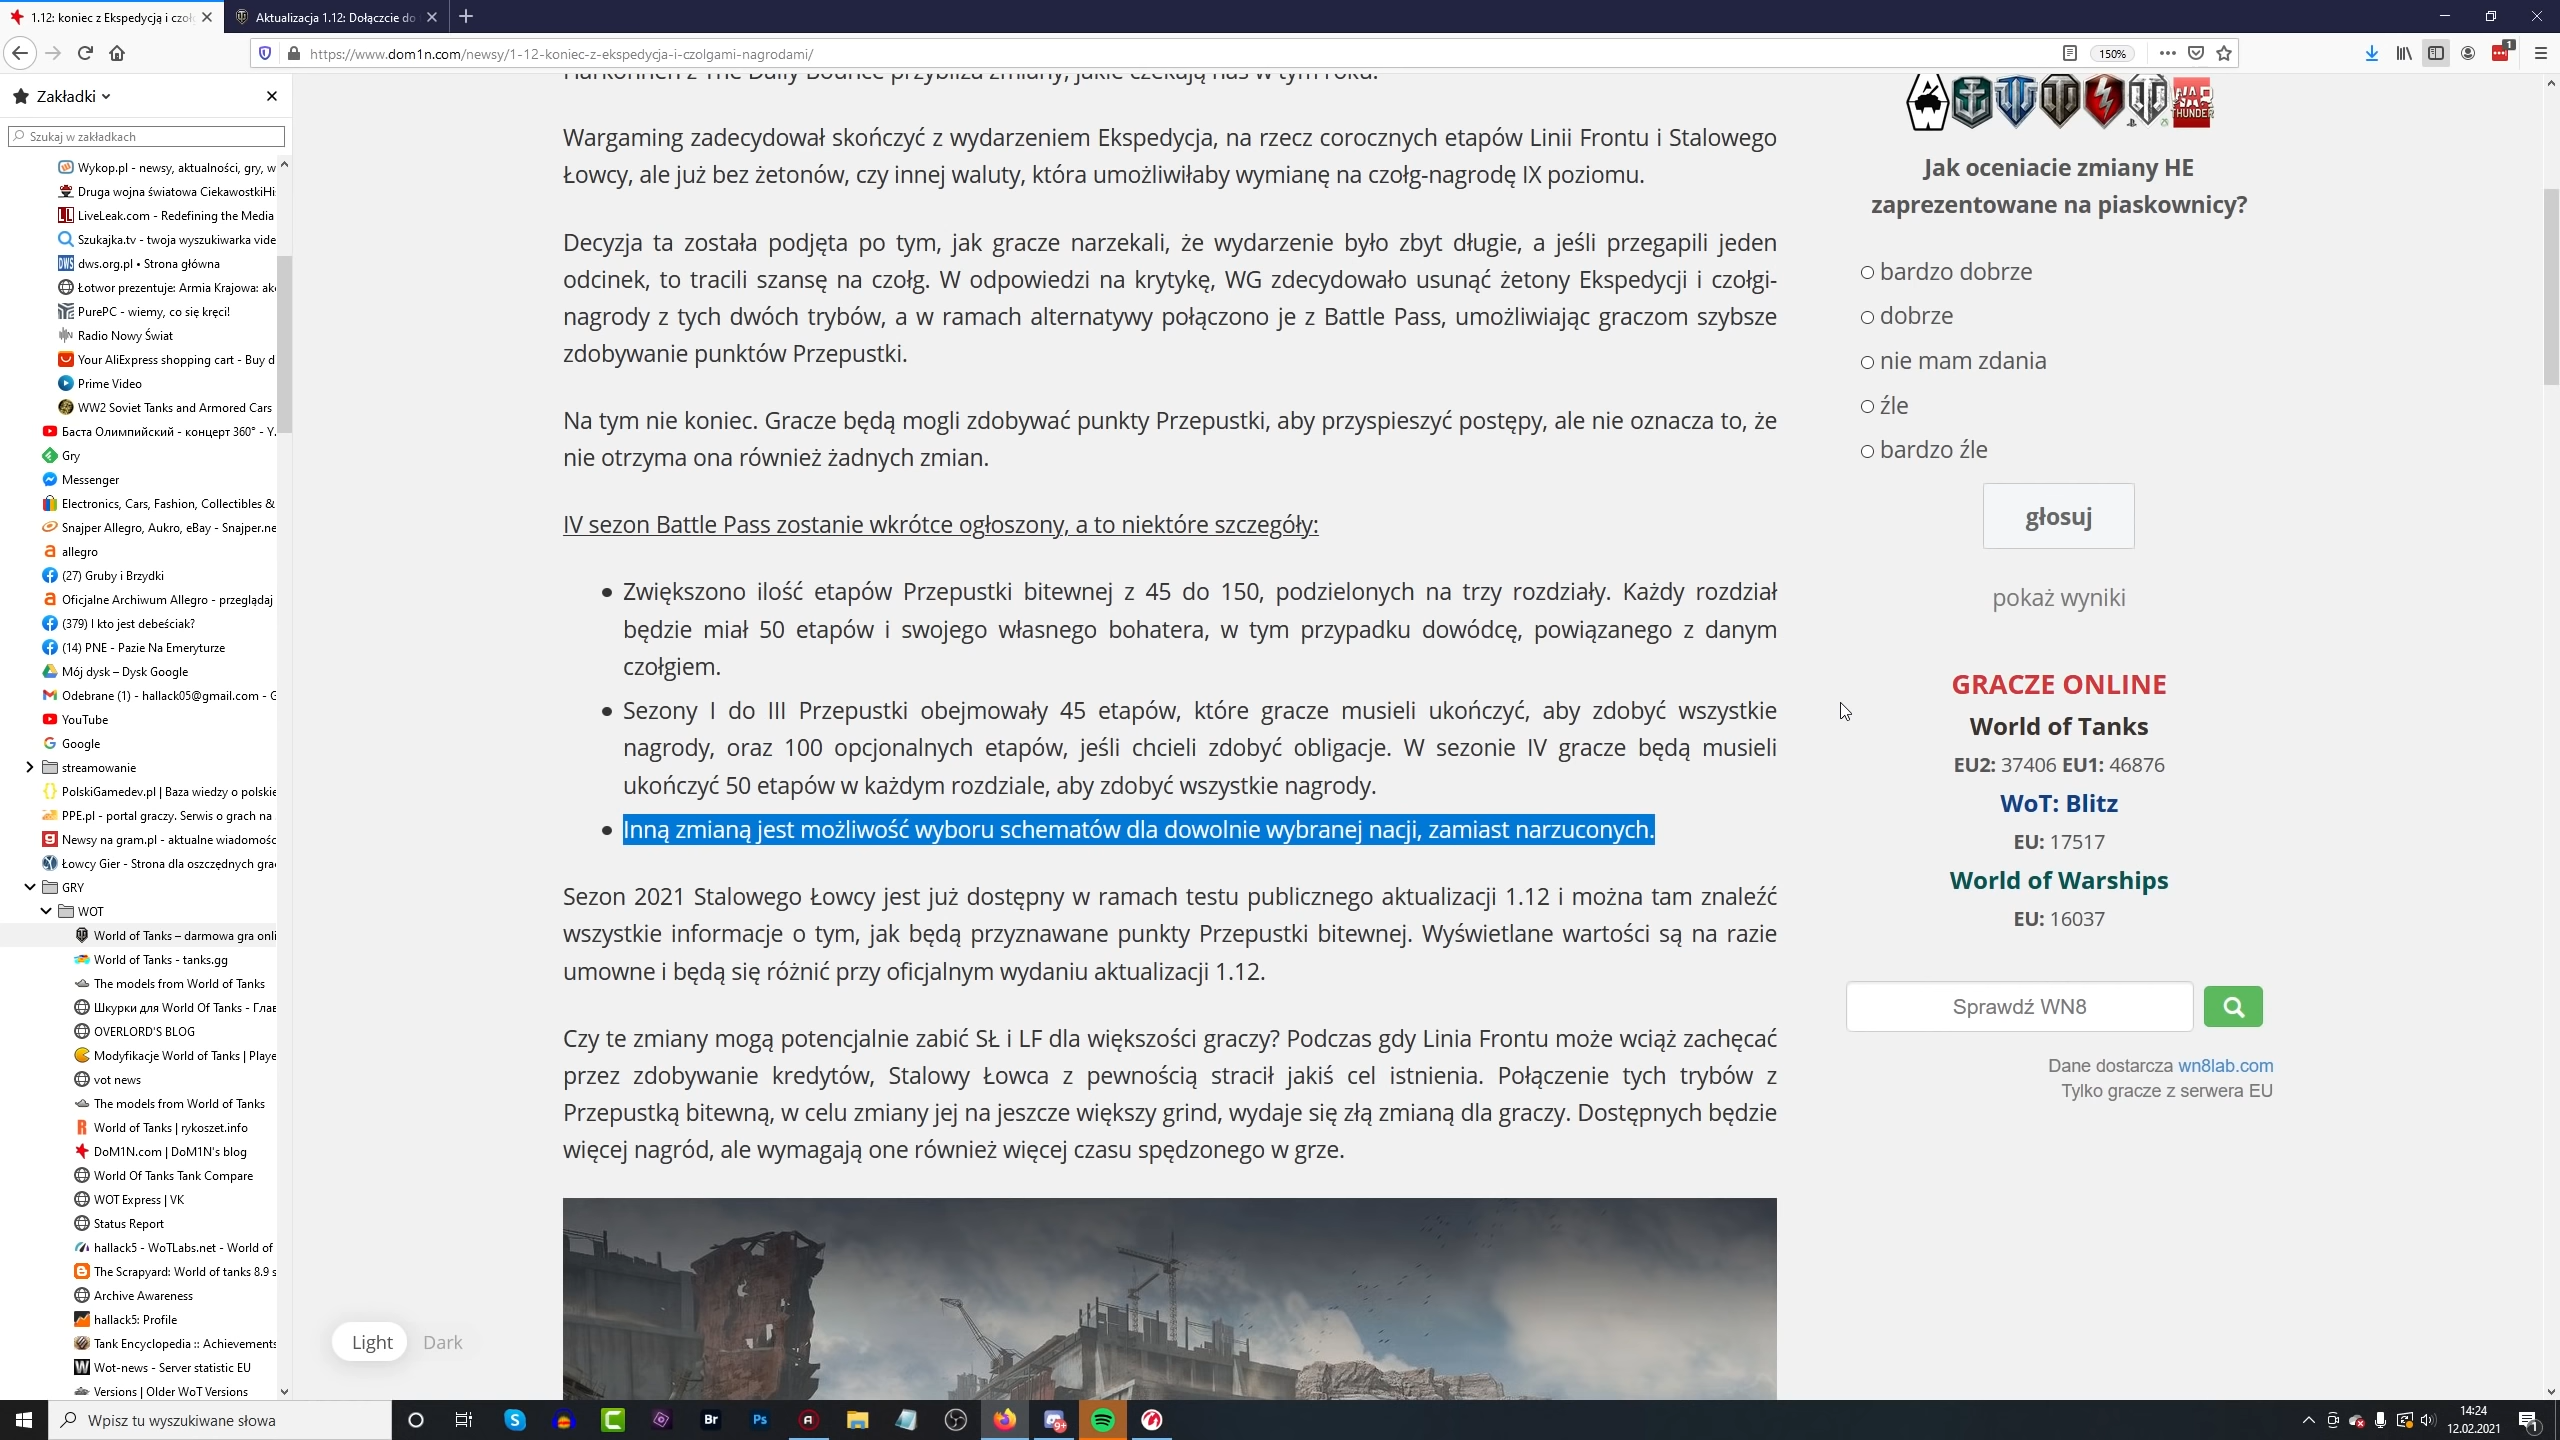 1.12: koniec z Ekspedycją i czoł
Aktualizacja 1.12: Dołączcie do
https://www.dom1n.com/newsy/1-12-koniec-z-ekspedycja-i-czolgami-nagrodami/
150%
1
Zakładki
Szukaj w zakładkach
Wykop.pl - newsy, aktualności, gry, w
Druga wojna światowa CiekawostkiHi
LiveLeak.com - Redefining the Media
Szukajka.tv - twoja wyszukiwarka vide
dws.org.pl • Strona główna
Łotwor prezentuje: Armia Krajowa: ak
PurePC - wiemy, co się kręci!
Radio Nowy Świat
Your AliExpress shopping cart - Buy d
Prime Video
WW2 Soviet Tanks and Armored Cars
Баста Олимпийский - концерт 360° - Y
Gry
Messenger
Electronics, Cars, Fashion, Collectibles &
Snajper Allegro, Aukro, eBay - Snajper.ne
allegro
(27) Gruby i Brzydki
Oficjalne Archiwum Allegro - przeglądaj
(379) I kto jest debeściak?
(14) PNE - Pazie Na Emeryturze
Mój dysk – Dysk Google
Odebrane (1) - hallack05@gmail.com - G
YouTube
Google
streamowanie
PolskiGamedev.pl | Baza wiedzy o polskie
PPE.pl - portal graczy. Serwis o grach na
Newsy na gram.pl - aktualne wiadomośc
Łowcy Gier - Strona dla oszczędnych gra
GRY
WOT
World of Tanks – darmowa gra onli
World of Tanks - tanks.gg
The models from World of Tanks
Шкурки для World Of Tanks - Глав
OVERLORD'S BLOG
Modyfikacje World of Tanks | Playe
vot news
The models from World of Tanks
World of Tanks | rykoszet.info
DoM1N.com | DoM1N's blog
World Of Tanks Tank Compare
WOT Express | VK
Status Report
hallack5 - WoTLabs.net - World of
The Scrapyard: World of tanks 8.9 s
Archive Awareness
hallack5: Profile
Tank Encyclopedia :: Achievements
Wot-news - Server statistic EU
Versions | Older WoT Versions
Harkonnen z The Daily Bounce przybliża zmiany, jakie czekają nas w tym roku.
Wargaming zadecydował skończyć z wydarzeniem Ekspedycja, na rzecz corocznych etapów Linii Frontu i Stalowego
Łowcy, ale już bez żetonów, czy innej waluty, która umożliwiłaby wymianę na czołg-nagrodę IX poziomu.
Decyzja ta została podjęta po tym, jak gracze narzekali, że wydarzenie było zbyt długie, a jeśli przegapili jeden
odcinek, to tracili szansę na czołg. W odpowiedzi na krytykę, WG zdecydowało usunąć żetony Ekspedycji i czołgi-
nagrody z tych dwóch trybów, a w ramach alternatywy połączono je z Battle Pass, umożliwiając graczom szybsze
zdobywanie punktów Przepustki.
Na tym nie koniec. Gracze będą mogli zdobywać punkty Przepustki, aby przyspieszyć postępy, ale nie oznacza to, że
nie otrzyma ona również żadnych zmian.
IV sezon Battle Pass zostanie wkrótce ogłoszony, a to niektóre szczegóły:
• Zwiększono ilość etapów Przepustki bitewnej z 45 do 150, podzielonych na trzy rozdziały. Każdy rozdział
będzie miał 50 etapów i swojego własnego bohatera, w tym przypadku dowódcę, powiązanego z danym
czołgiem.
• Sezony I do III Przepustki obejmowały 45 etapów, które gracze musieli ukończyć, aby zdobyć wszystkie
nagrody, oraz 100 opcjonalnych etapów, jeśli chcieli zdobyć obligacje. W sezonie IV gracze będą musieli
ukończyć 50 etapów w każdym rozdziale, aby zdobyć wszystkie nagrody.
• Inną zmianą jest możliwość wyboru schematów dla dowolnie wybranej nacji, zamiast narzuconych.
Sezon 2021 Stalowego Łowcy jest już dostępny w ramach testu publicznego aktualizacji 1.12 i można tam znaleźć
wszystkie informacje o tym, jak będą przyznawane punkty Przepustki bitewnej. Wyświetlane wartości są na razie
umowne i będą się różnić przy oficjalnym wydaniu aktualizacji 1.12.
Czy te zmiany mogą potencjalnie zabić SŁ i LF dla większości graczy? Podczas gdy Linia Frontu może wciąż zachęcać
przez zdobywanie kredytów, Stalowy Łowca z pewnością stracił jakiś cel istnienia. Połączenie tych trybów z
Przepustką bitewną, w celu zmiany jej na jeszcze większy grind, wydaje się złą zmianą dla graczy. Dostępnych będzie
więcej nagród, ale wymagają one również więcej czasu spędzonego w grze.
Light
Dark
WAR
THUNDER
Jak oceniacie zmiany HE
zaprezentowane na piaskownicy?
bardzo dobrze
dobrze
nie mam zdania
źle
bardzo źle
głosuj
pokaż wyniki
GRACZE ONLINE
World of Tanks
EU2: 37406 EU1: 46876
WoT: Blitz
EU: 17517
World of Warships
EU: 16037
Sprawdź WN8
Dane dostarcza wn8lab.com
Tylko gracze z serwera EU
Wpisz tu wyszukiwane słowa
Br
Ps
9+
14:24
12.02.2021
1